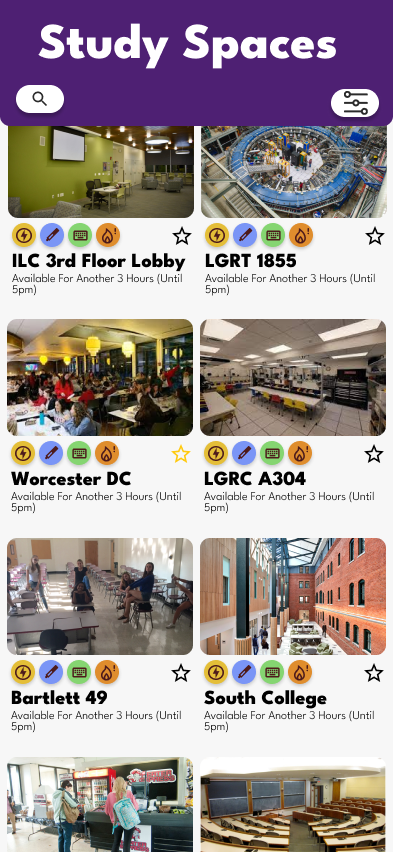 Study Spaces
ILC 3rd Floor Lobby
Available For Another 3 Hours (Until
5pm)
LGRT 1855
Available For Another 3 Hours (Until
5pm)
Worcester DC
Available For Another 3 Hours (Until
5pm)
LGRC A304
Available For Another 3 Hours (Until
5pm)
Bartlett 49
Available For Another 3 Hours (Until
5pm)
South College
Available For Another 3 Hours (Until
5pm)